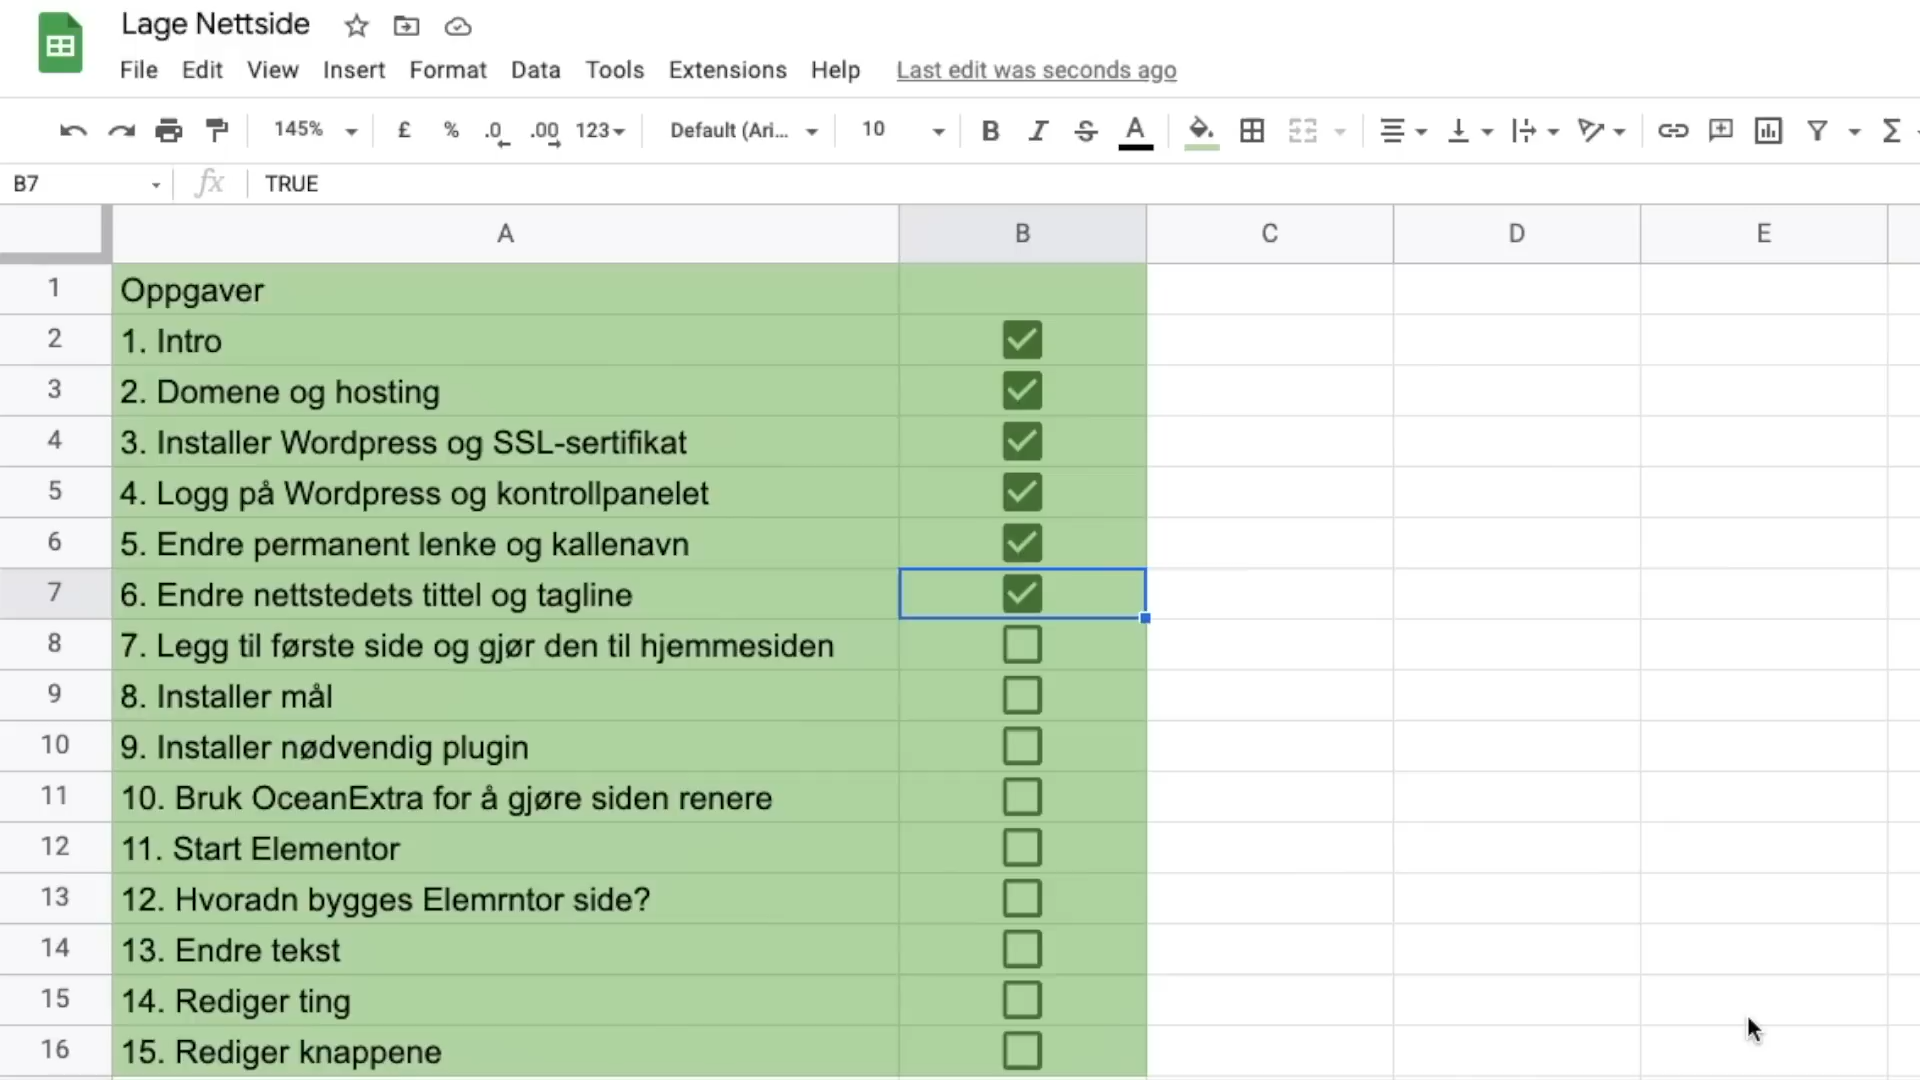 Lage Nettside
File Edit View Insert Format Data Tools Extensions Help Last edit was seconds ago
145% £ % .0 .00 123 Default (Ari... 10 B I S A Σ
B7 fx TRUE
A B C D E
1 Oppgaver
2 1. Intro
3 2. Domene og hosting
4 3. Installer Wordpress og SSL-sertifikat
5 4. Logg på Wordpress og kontrollpanelet
6 5. Endre permanent lenke og kallenavn
7 6. Endre nettstedets tittel og tagline
8 7. Legg til første side og gjør den til hjemmesiden
9 8. Installer mål
10 9. Installer nødvendig plugin
11 10. Bruk OceanExtra for å gjøre siden renere
12 11. Start Elementor
13 12. Hvoradn bygges Elemrntor side?
14 13. Endre tekst
15 14. Rediger ting
16 15. Rediger knappene